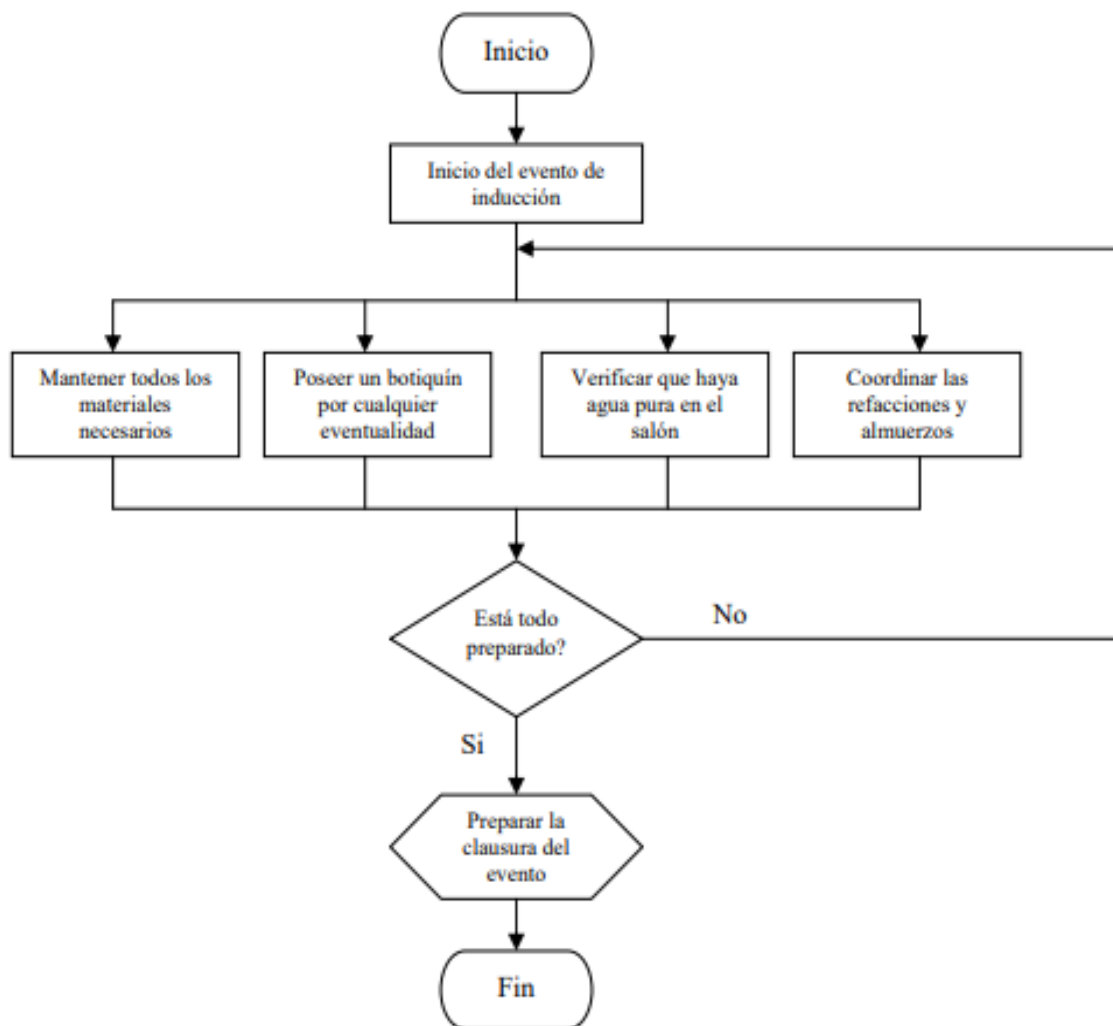 Inicio
Inicio del evento de
inducción
Mantener todos los
materiales
necesarios
Poseer un botiquín
por cualquier
eventualidad
Verificar que haya
agua pura en el
salón
Coordinar las
refacciones y
almuerzos
Está todo
preparado?
No
Si
Preparar la
clausura del
evento
Fin